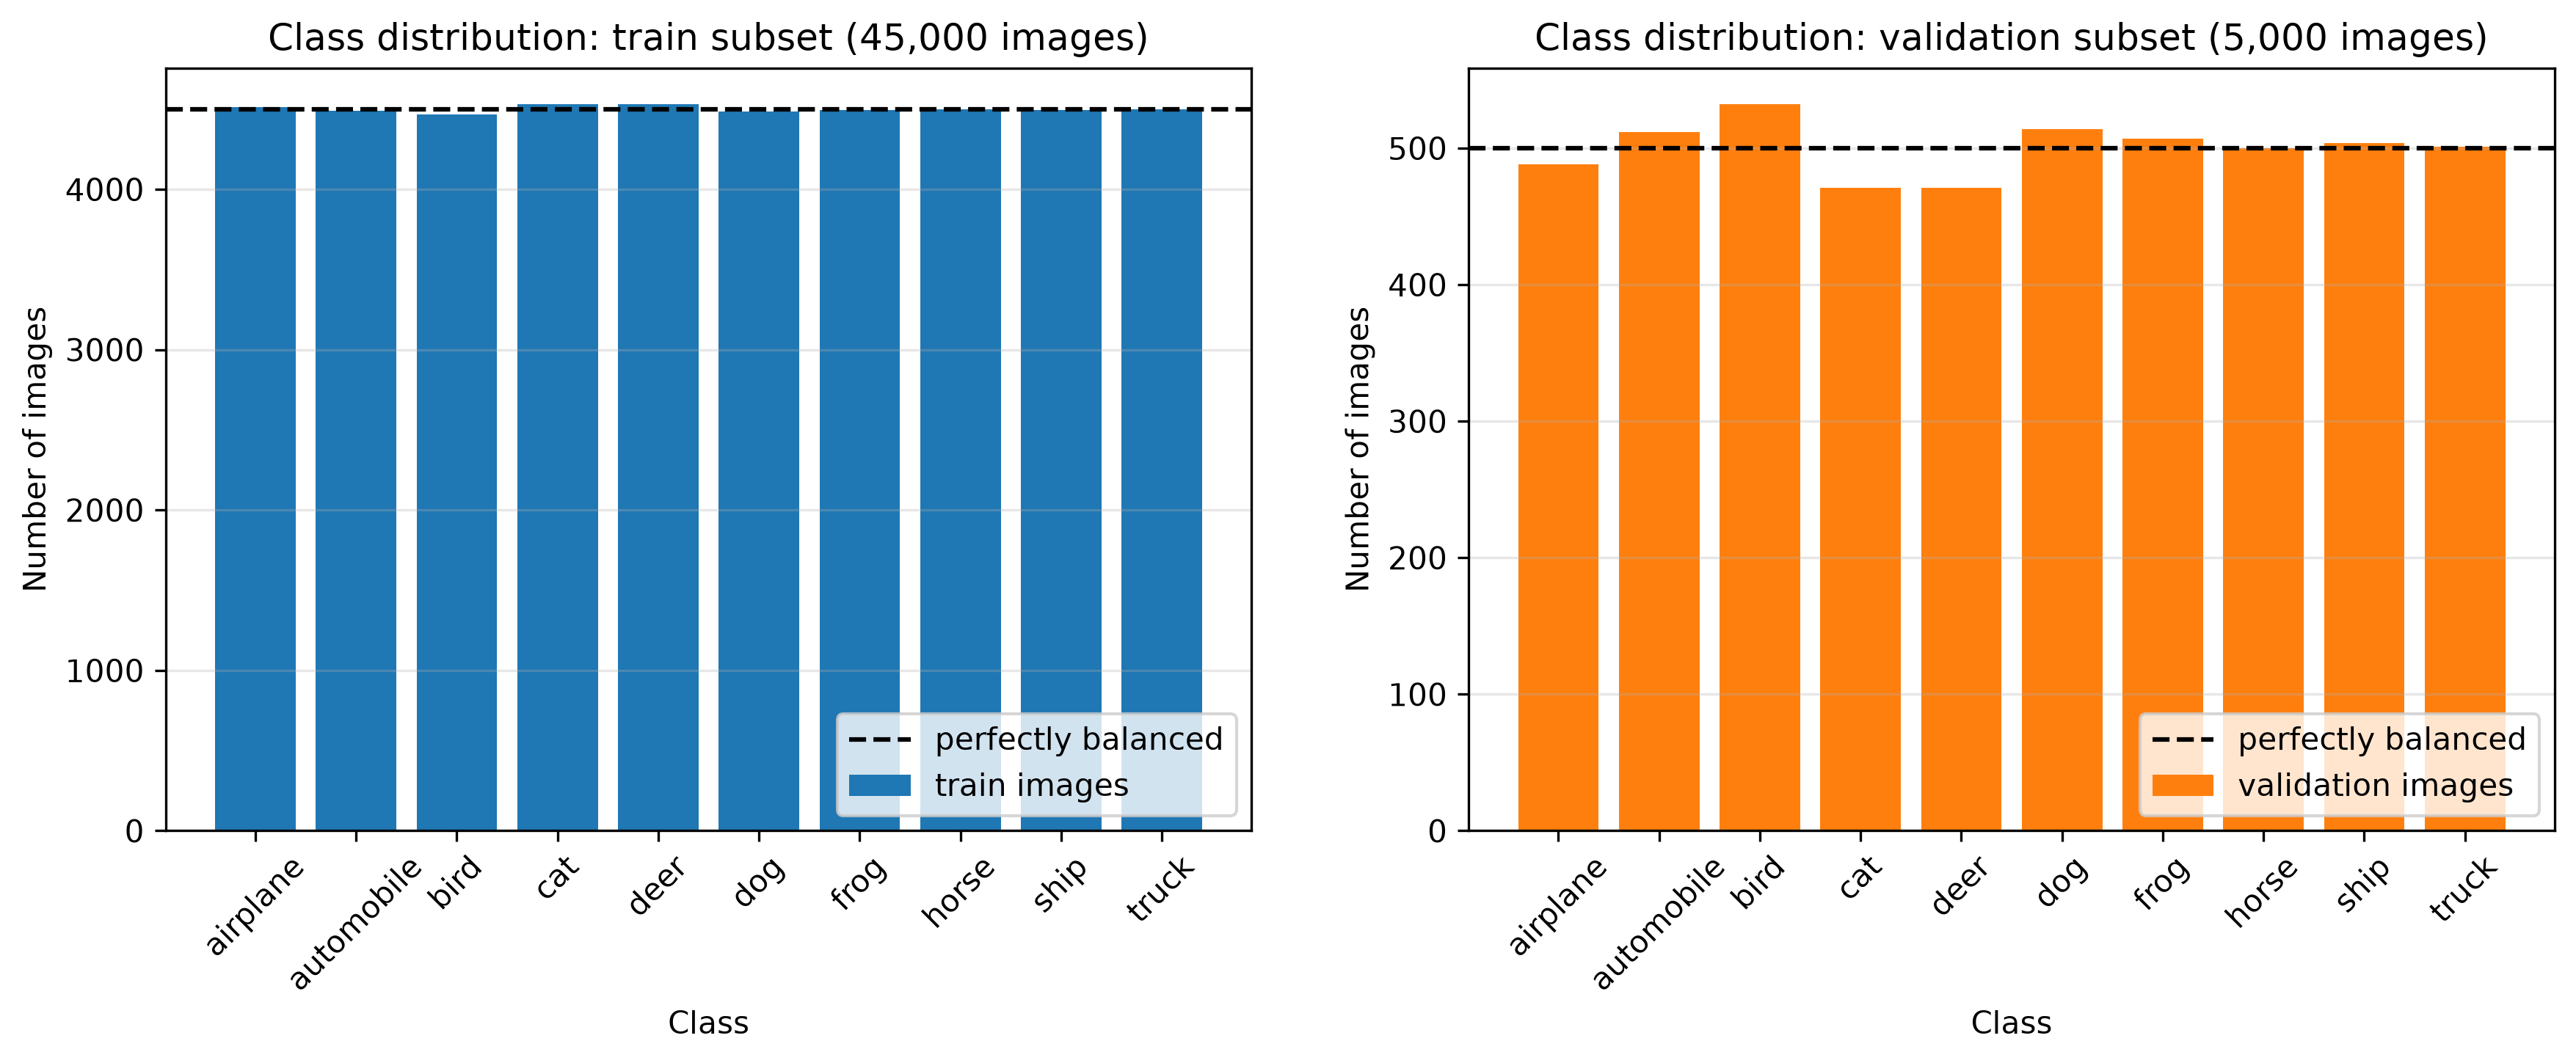 Class distribution: train subset (45,000 images)
Number of images
4000
3000
2000
1000
0
perfectly balanced
train images
airplane
automobile
bird
cat
deer
dog
frog
horse
ship
truck
Class
Class distribution: validation subset (5,000 images)
Number of images
500
400
300
200
100
0
perfectly balanced
validation images
airplane
automobile
bird
cat
deer
dog
frog
horse
ship
truck
Class